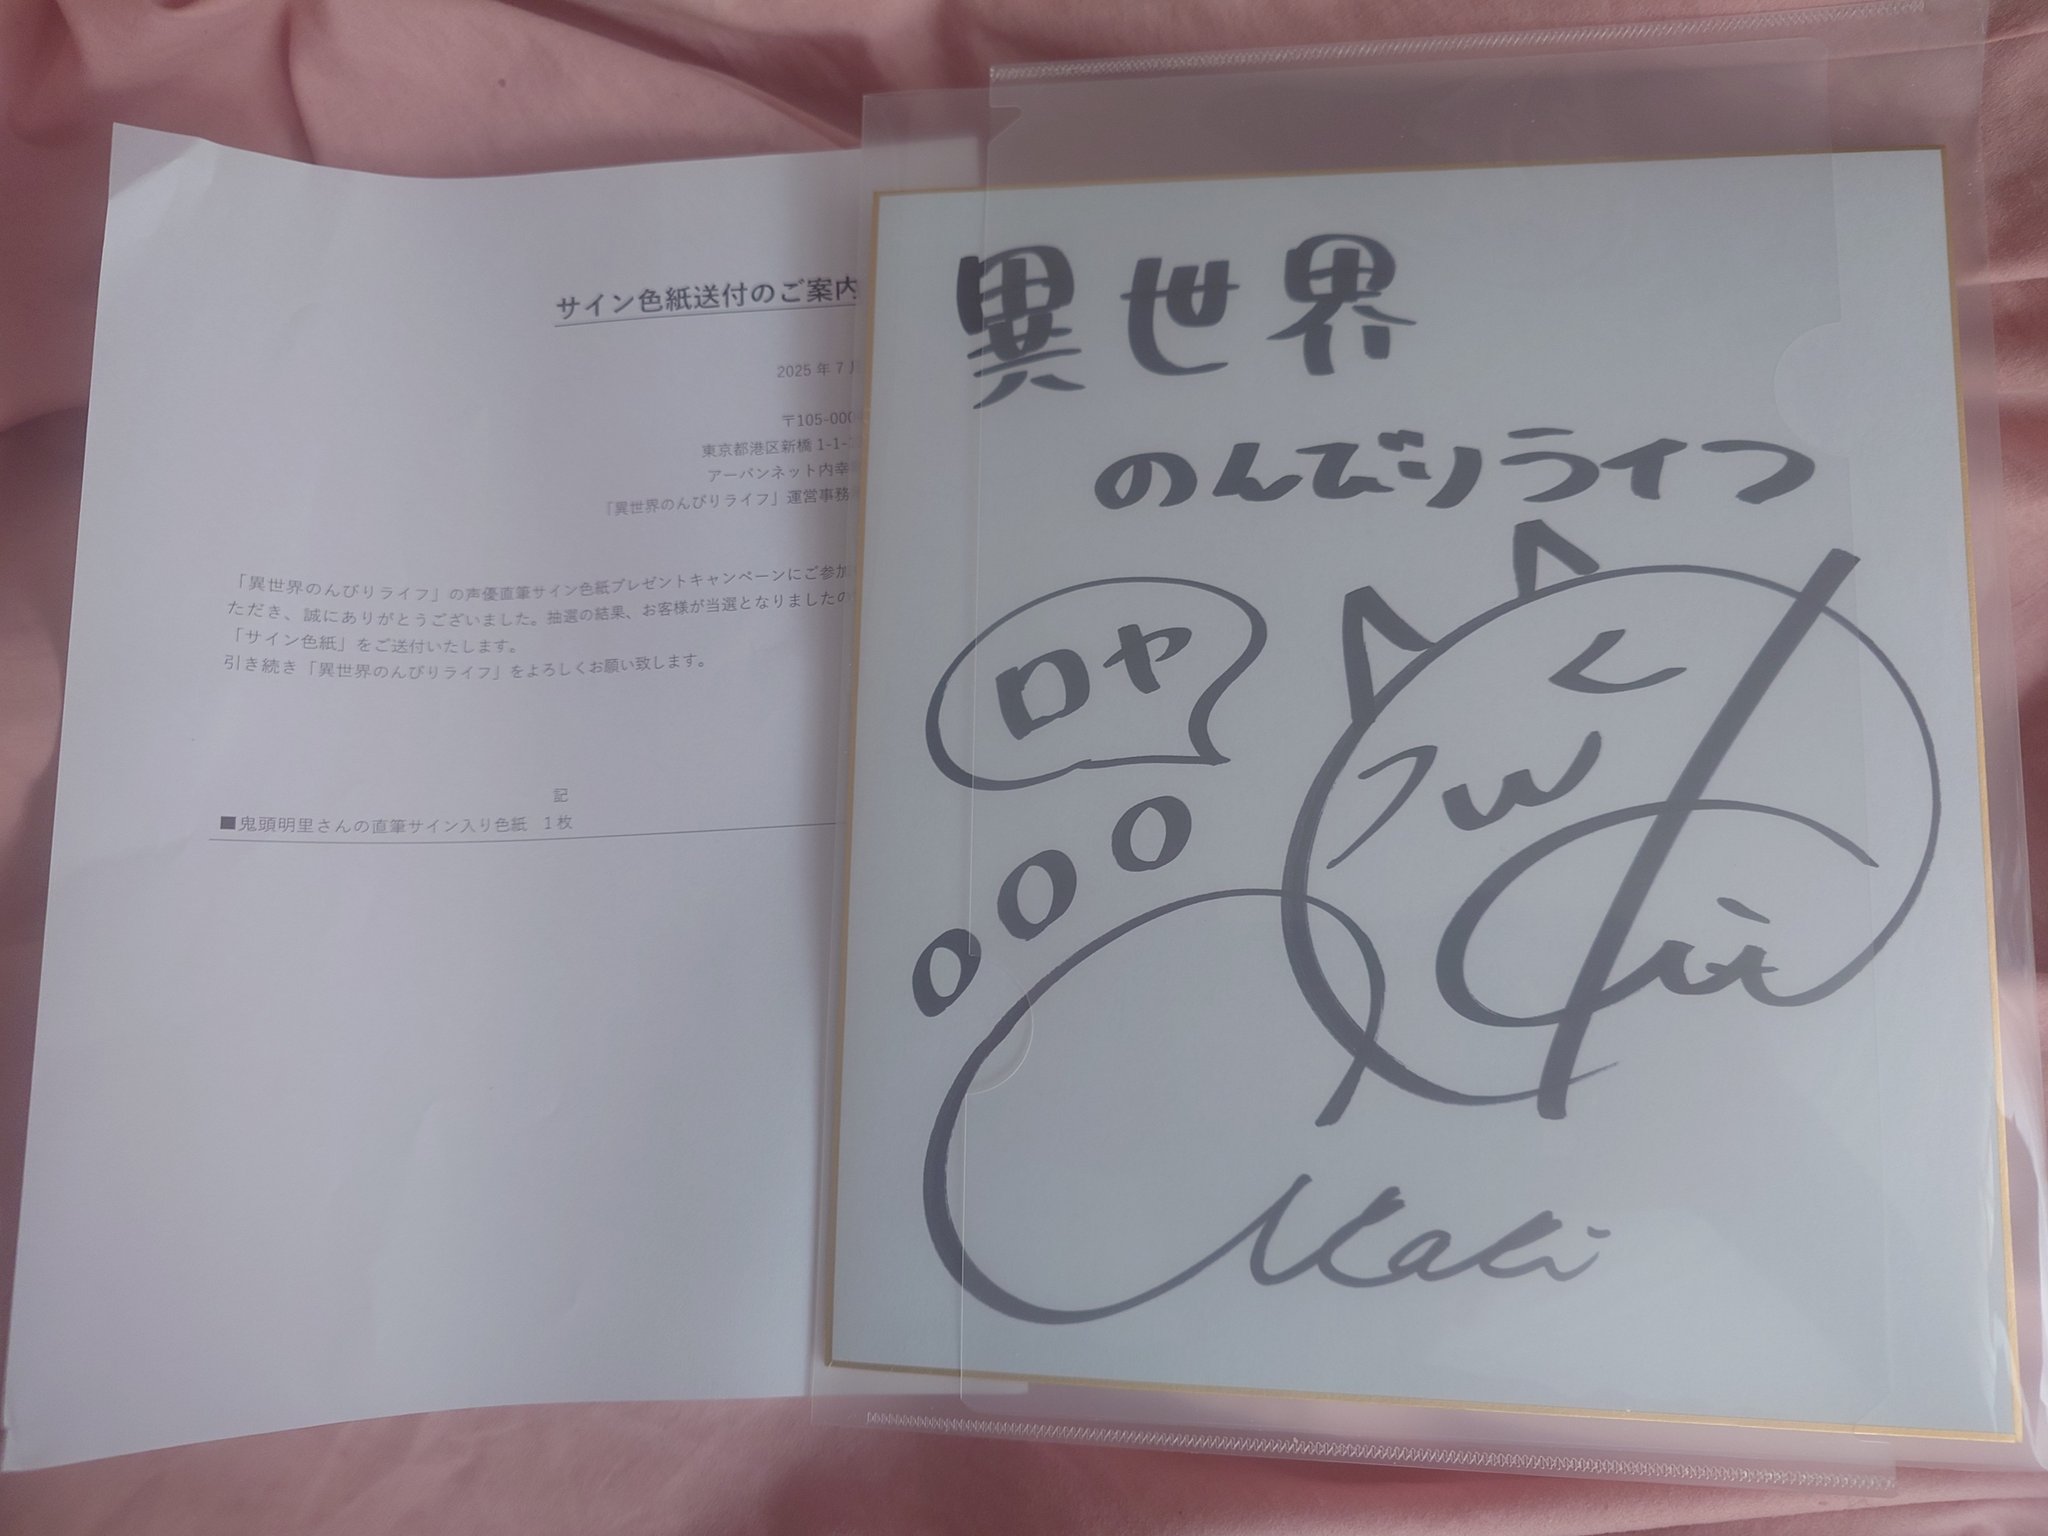 サイン色紙送付のご案内
2025 年 7 月
〒105-000
東京都港区新橋 1-1-
アーバンネット内幸
「異世界のんびりライフ」運営事務
「異世界のんびりライフ」の声優直筆サイン色紙プレゼントキャンペーンにご参加
ただき、誠にありがとうございました。抽選の結果、お客様が当選となりましたの
「サイン色紙」をご送付いたします。
引き続き「異世界のんびりライフ」をよろしくお願い致します。
記
■鬼頭明里さんの直筆サイン入り色紙 1枚
異世界
のんびりライフ
ロヤ